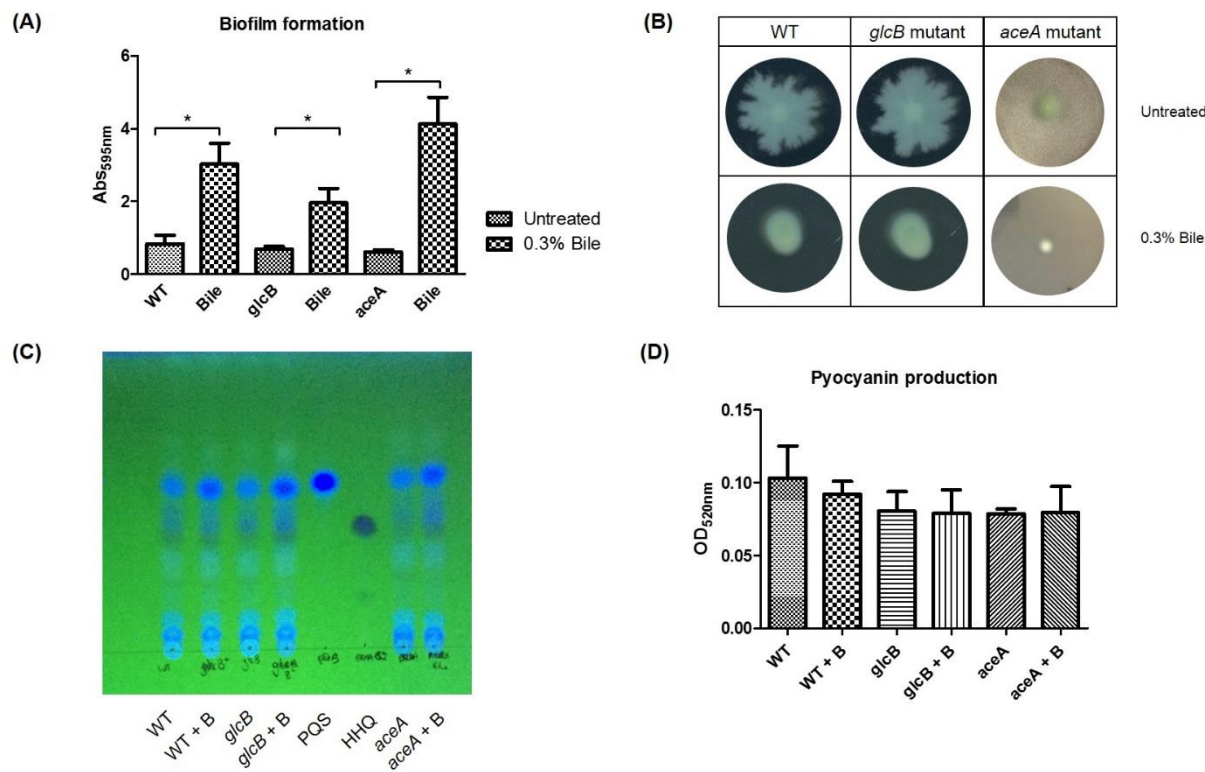 (A)
Biofilm formation
Abs595nm
6
4
2
0
*
*
*
WT
Bile
glcB
Bile
aceA
Bile
Untreated
0.3% Bile
(B)
WT
glcB mutant
aceA mutant
Untreated
0.3% Bile
(C)
WT
WT + B
glcB
glcB + B
PQS
HHQ
aceA
aceA + B
(D)
Pyocyanin production
OD520nm
0.15
0.10
0.05
0.00
WT
WT + B
glcB
glcB + B
aceA
aceA + B